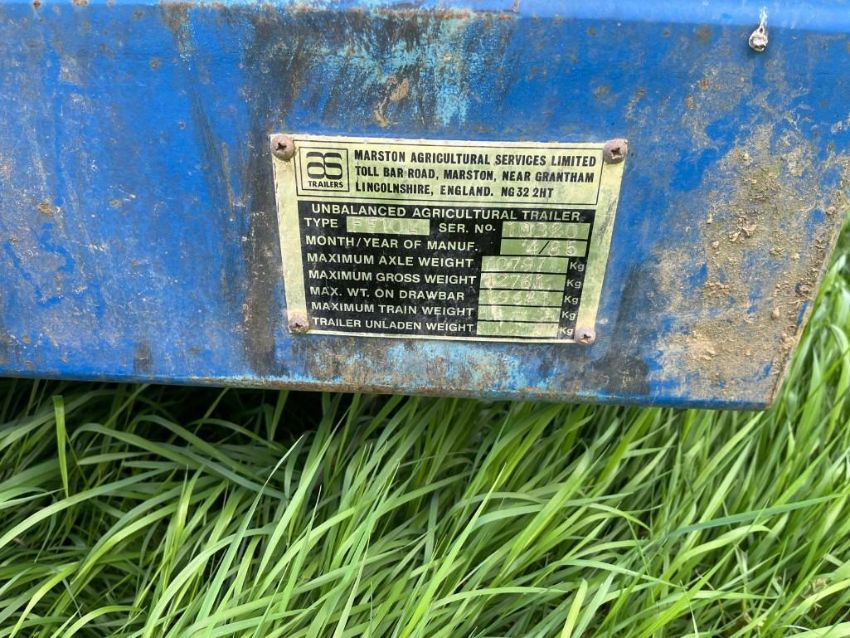 AS TRAILERS
MARSTON AGRICULTURAL SERVICES LIMITED
TOLL BAR ROAD, MARSTON, NEAR GRANTHAM
LINCOLNSHIRE, ENGLAND. NG32 2HT
UNBALANCED AGRICULTURAL TRAILER
TYPE SER. NO.
MONTH/YEAR OF MANUF.
MAXIMUM AXLE WEIGHT Kg
MAXIMUM GROSS WEIGHT Kg
MAX. WT. ON DRAWBAR Kg
MAXIMUM TRAIN WEIGHT Kg
TRAILER UNLADEN WEIGHT Kg